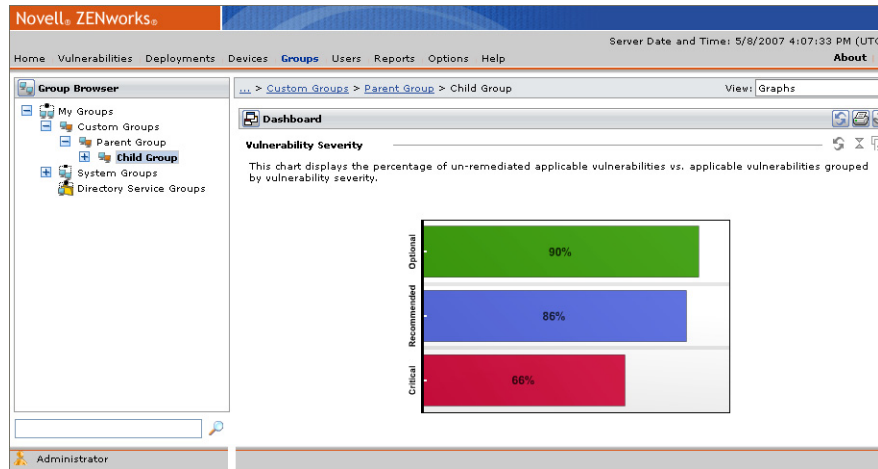 Novell® ZENworks®
Server Date and Time: 5/8/2007 4:07:33 PM (UTC
Home Vulnerabilities Deployments Devices Groups Users Reports Options Help
About
Group Browser
My Groups
Custom Groups
Parent Group
Child Group
System Groups
Directory Service Groups
... > Custom Groups > Parent Group > Child Group
View: Graphs
Dashboard
Vulnerability Severity
This chart displays the percentage of un-remediated applicable vulnerabilities vs. applicable vulnerabilities grouped
by vulnerability severity.
Optional
90%
Recommended
86%
Critical
66%
Administrator